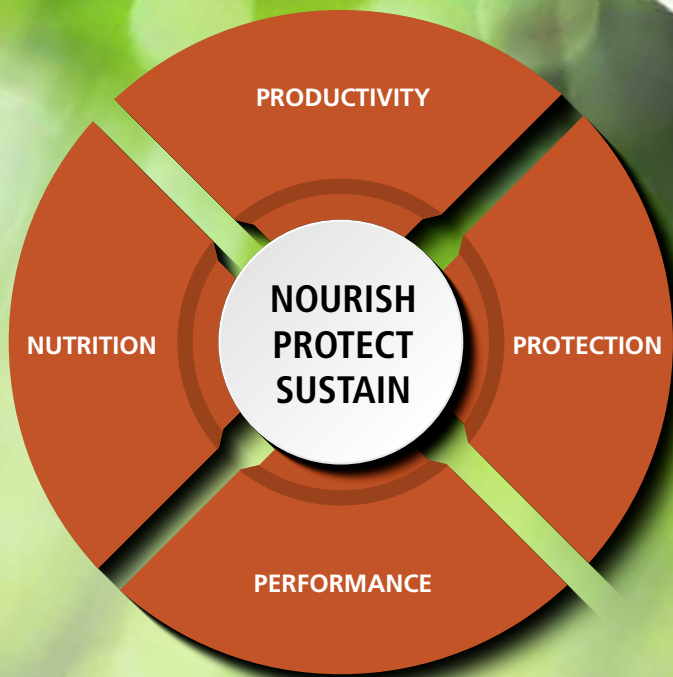 PRODUCTIVITY
NOURISH
PROTECT
SUSTAIN
NUTRITION
PROTECTION
PERFORMANCE